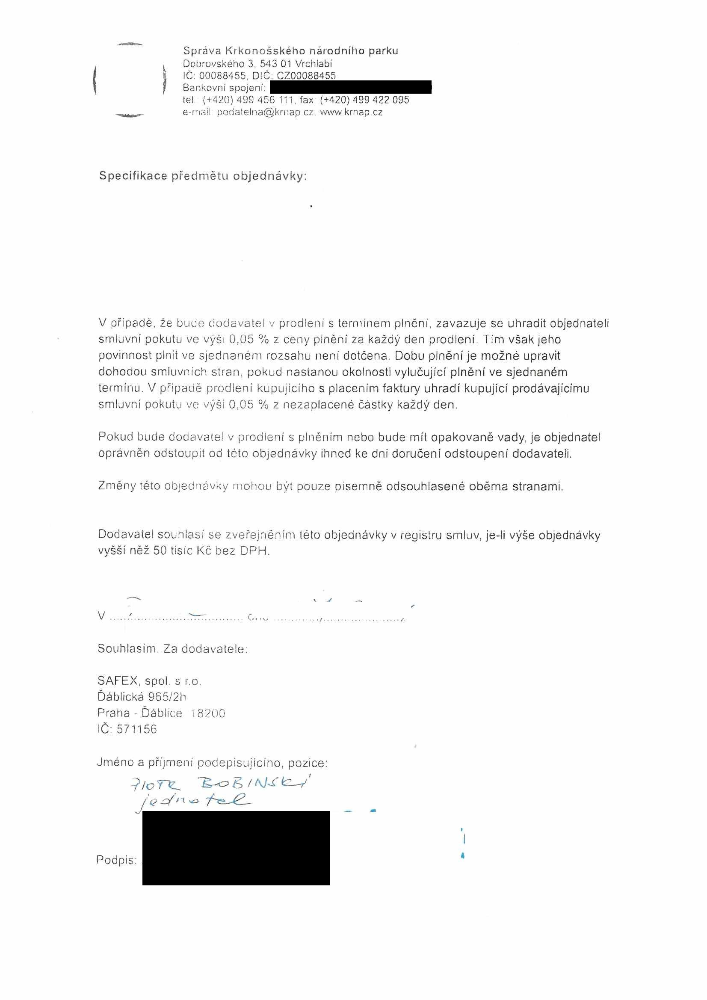 Správa Krkonošského národního parku
Dobrovského 3, 543 01 Vrchlabí
IČ: 00088455, DIČ: CZ00088455
Bankovní spojení:
tel.: (+420) 499 456 111, fax: (+420) 499 422 095
e-mail: podatelna@krnap.cz, www.krnap.cz
Specifikace předmětu objednávky:
V případě, že bude dodavatel v prodlení s termínem plnění, zavazuje se uhradit objednateli
smluvní pokutu ve výši 0,05 % z ceny plnění za každý den prodlení. Tím však jeho
povinnost plnit ve sjednaném rozsahu není dotčena. Dobu plnění je možné upravit
dohodou smluvních stran, pokud nastanou okolnosti vylučující plnění ve sjednaném
termínu. V případě prodlení kupujícího s placením faktury uhradí kupující prodávajícímu
smluvní pokutu ve výši 0,05 % z nezaplacené částky každý den.
Pokud bude dodavatel v prodlení s plněním nebo bude mít opakovaně vady, je objednatel
oprávněn odstoupit od této objednávky ihned ke dni doručení odstoupení dodavateli.
Změny této objednávky mohou být pouze písemně odsouhlasené oběma stranami.
Dodavatel souhlasí se zveřejněním této objednávky v registru smluv, je-li výše objednávky
vyšší něž 50 tisíc Kč bez DPH.
V
Souhlasím. Za dodavatele:
SAFEX, spol. s r.o.
Ďáblická 965/2h
Praha - Ďáblice 18200
IČ: 571156
Jméno a příjmení podepisujícího, pozice:
PIOTR BOBINSKI
jednatel
Podpis: